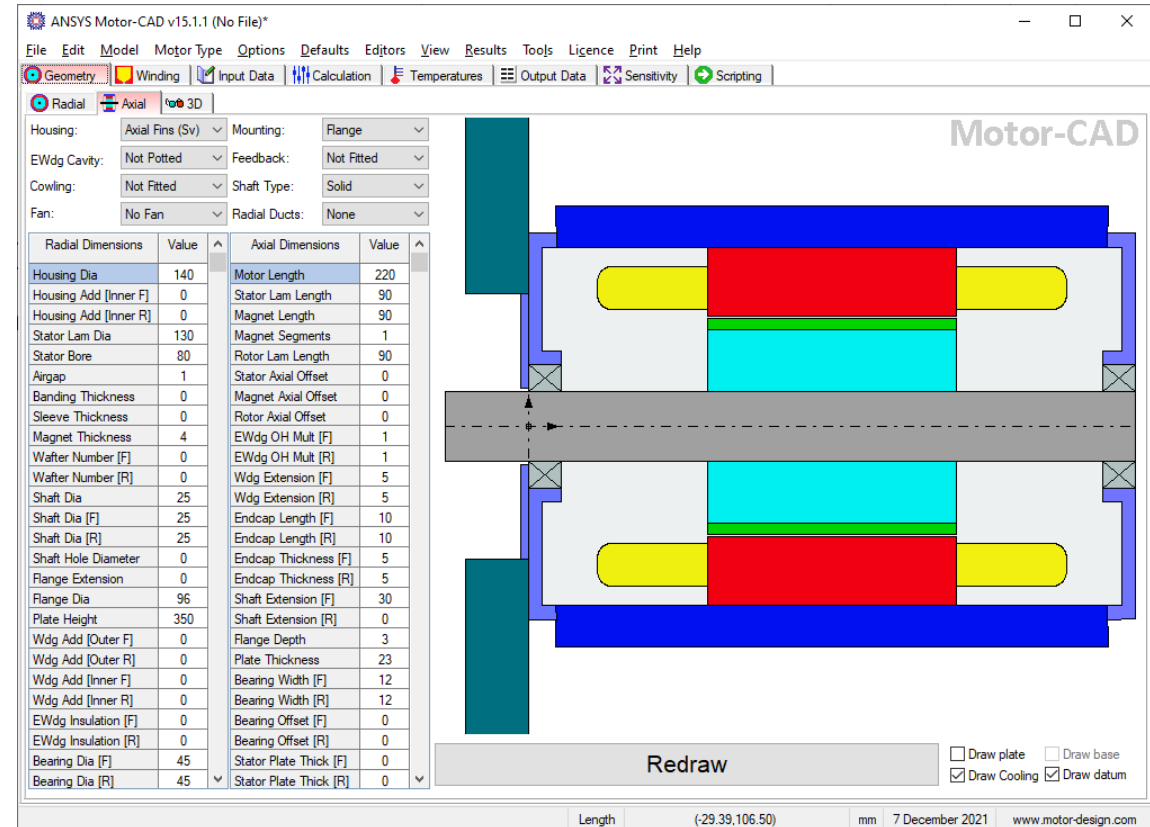 ANSYS Motor-CAD v15.1.1 (No File)*
File Edit Model Motor Type Options Defaults Editors View Results Tools Licence Print Help
Geometry Winding Input Data Calculation Temperatures Output Data Sensitivity Scripting
Radial Axial 3D
Housing: Axial Fins (Sv) Mounting: Flange
EWdg Cavity: Not Potted Feedback: Not Fitted
Cowling: Not Fitted Shaft Type: Solid
Fan: No Fan Radial Ducts: None
Motor-CAD
Radial Dimensions Value Axial Dimensions Value
Housing Dia 140 Motor Length 220
Housing Add [Inner F] 0 Stator Lam Length 90
Housing Add [Inner R] 0 Magnet Length 90
Stator Lam Dia 130 Magnet Segments 1
Stator Bore 80 Rotor Lam Length 90
Airgap 1 Stator Axial Offset 0
Banding Thickness 0 Magnet Axial Offset 0
Sleeve Thickness 0 Rotor Axial Offset 0
Magnet Thickness 4 EWdg OH Mult [F] 1
Wafter Number [F] 0 EWdg OH Mult [R] 1
Wafter Number [R] 0 Wdg Extension [F] 5
Shaft Dia 25 Wdg Extension [R] 5
Shaft Dia [F] 25 Endcap Length [F] 10
Shaft Dia [R] 25 Endcap Length [R] 10
Shaft Hole Diameter 0 Endcap Thickness [F] 5
Flange Extension 0 Endcap Thickness [R] 5
Flange Dia 96 Shaft Extension [F] 30
Plate Height 350 Shaft Extension [R] 0
Wdg Add [Outer F] 0 Flange Depth 3
Wdg Add [Outer R] 0 Plate Thickness 23
Wdg Add [Inner F] 0 Bearing Width [F] 12
Wdg Add [Inner R] 0 Bearing Width [R] 12
EWdg Insulation [F] 0 Bearing Offset [F] 0
EWdg Insulation [R] 0 Bearing Offset [R] 0
Bearing Dia [F] 45 Stator Plate Thick [F] 0
Bearing Dia [R] 45 Stator Plate Thick [R] 0
Redraw
Draw plate Draw base
Draw Cooling Draw datum
Length (-29.39,106.50) mm 7 December 2021 www.motor-design.com